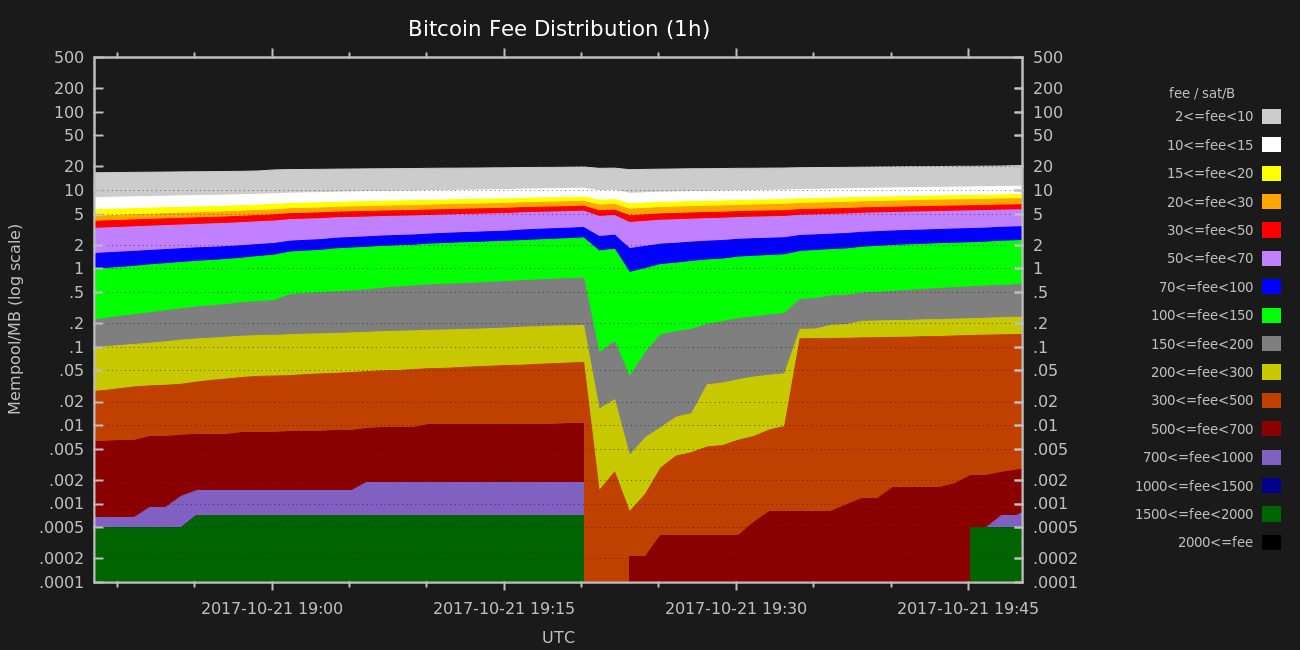 Bitcoin Fee Distribution (1h)
500 500
200 200
100 100
50 50
20 20
10 10
5 5
2 2
1 1
.5 .5
.2 .2
.1 .1
.05 .05
.02 .02
.01 .01
.005 .005
.002 .002
.001 .001
.0005 .0005
.0002 .0002
.0001 .0001
Mempool/MB (log scale)
2017-10-21 19:00 2017-10-21 19:15 2017-10-21 19:30 2017-10-21 19:45
UTC
fee / sat/B
2<=fee<10
10<=fee<15
15<=fee<20
20<=fee<30
30<=fee<50
50<=fee<70
70<=fee<100
100<=fee<150
150<=fee<200
200<=fee<300
300<=fee<500
500<=fee<700
700<=fee<1000
1000<=fee<1500
1500<=fee<2000
2000<=fee